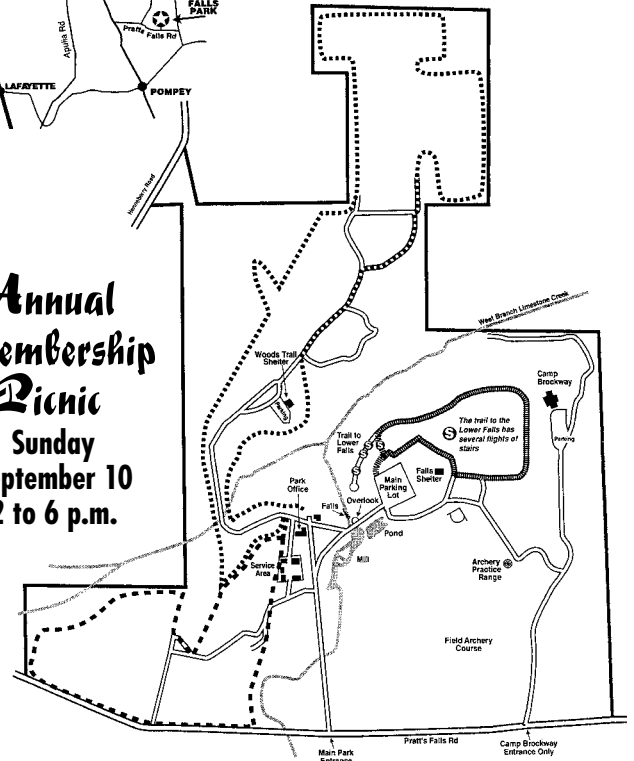 FALLS
PARK
Pratts Falls Rd
Apulia Rd
LAFAYETTE
POMPEY
Henneberry Road
Annual
embership
Picnic
Sunday
ptember 10
2 to 6 p.m.
West Branch Limestone Creek
Woods Trail
Shelter
Parking
Camp
Brockway
Parking
S
The trail to the
Lower Falls has
several flights of
stairs
Trail to
Lower
Falls
S
S
S
Park
Office
Falls
Overlook
Main
Parking
Lot
Falls
Shelter
Pond
Mill
Service
Area
Archery
Practice
Range
Field Archery
Course
Pratt's Falls Rd
Main Park
Entrance
Camp Brockway
Entrance Only